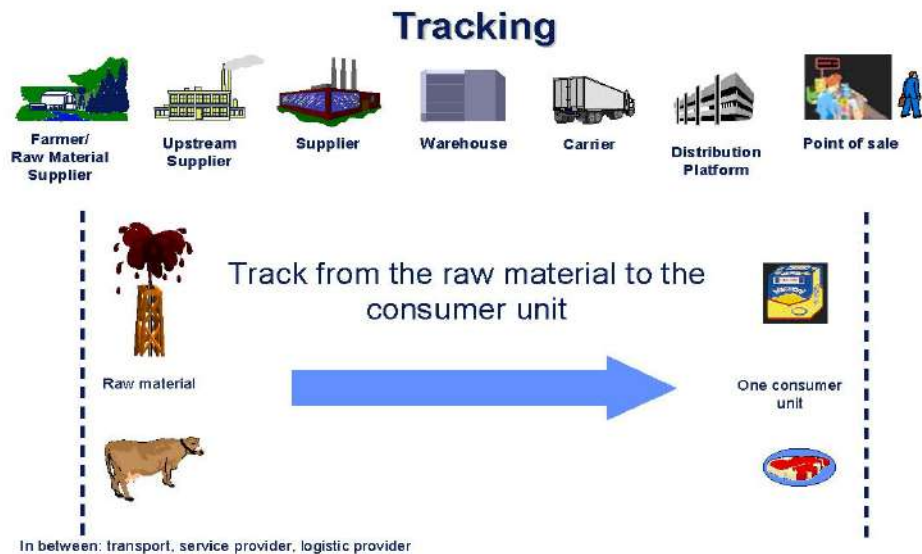 Tracking
Farmer/
Raw Material
Supplier
Upstream
Supplier
Supplier
Warehouse
Carrier
Distribution
Platform
Point of sale
Track from the raw material to the
consumer unit
Raw material
One consumer
unit
In between: transport, service provider, logistic provider